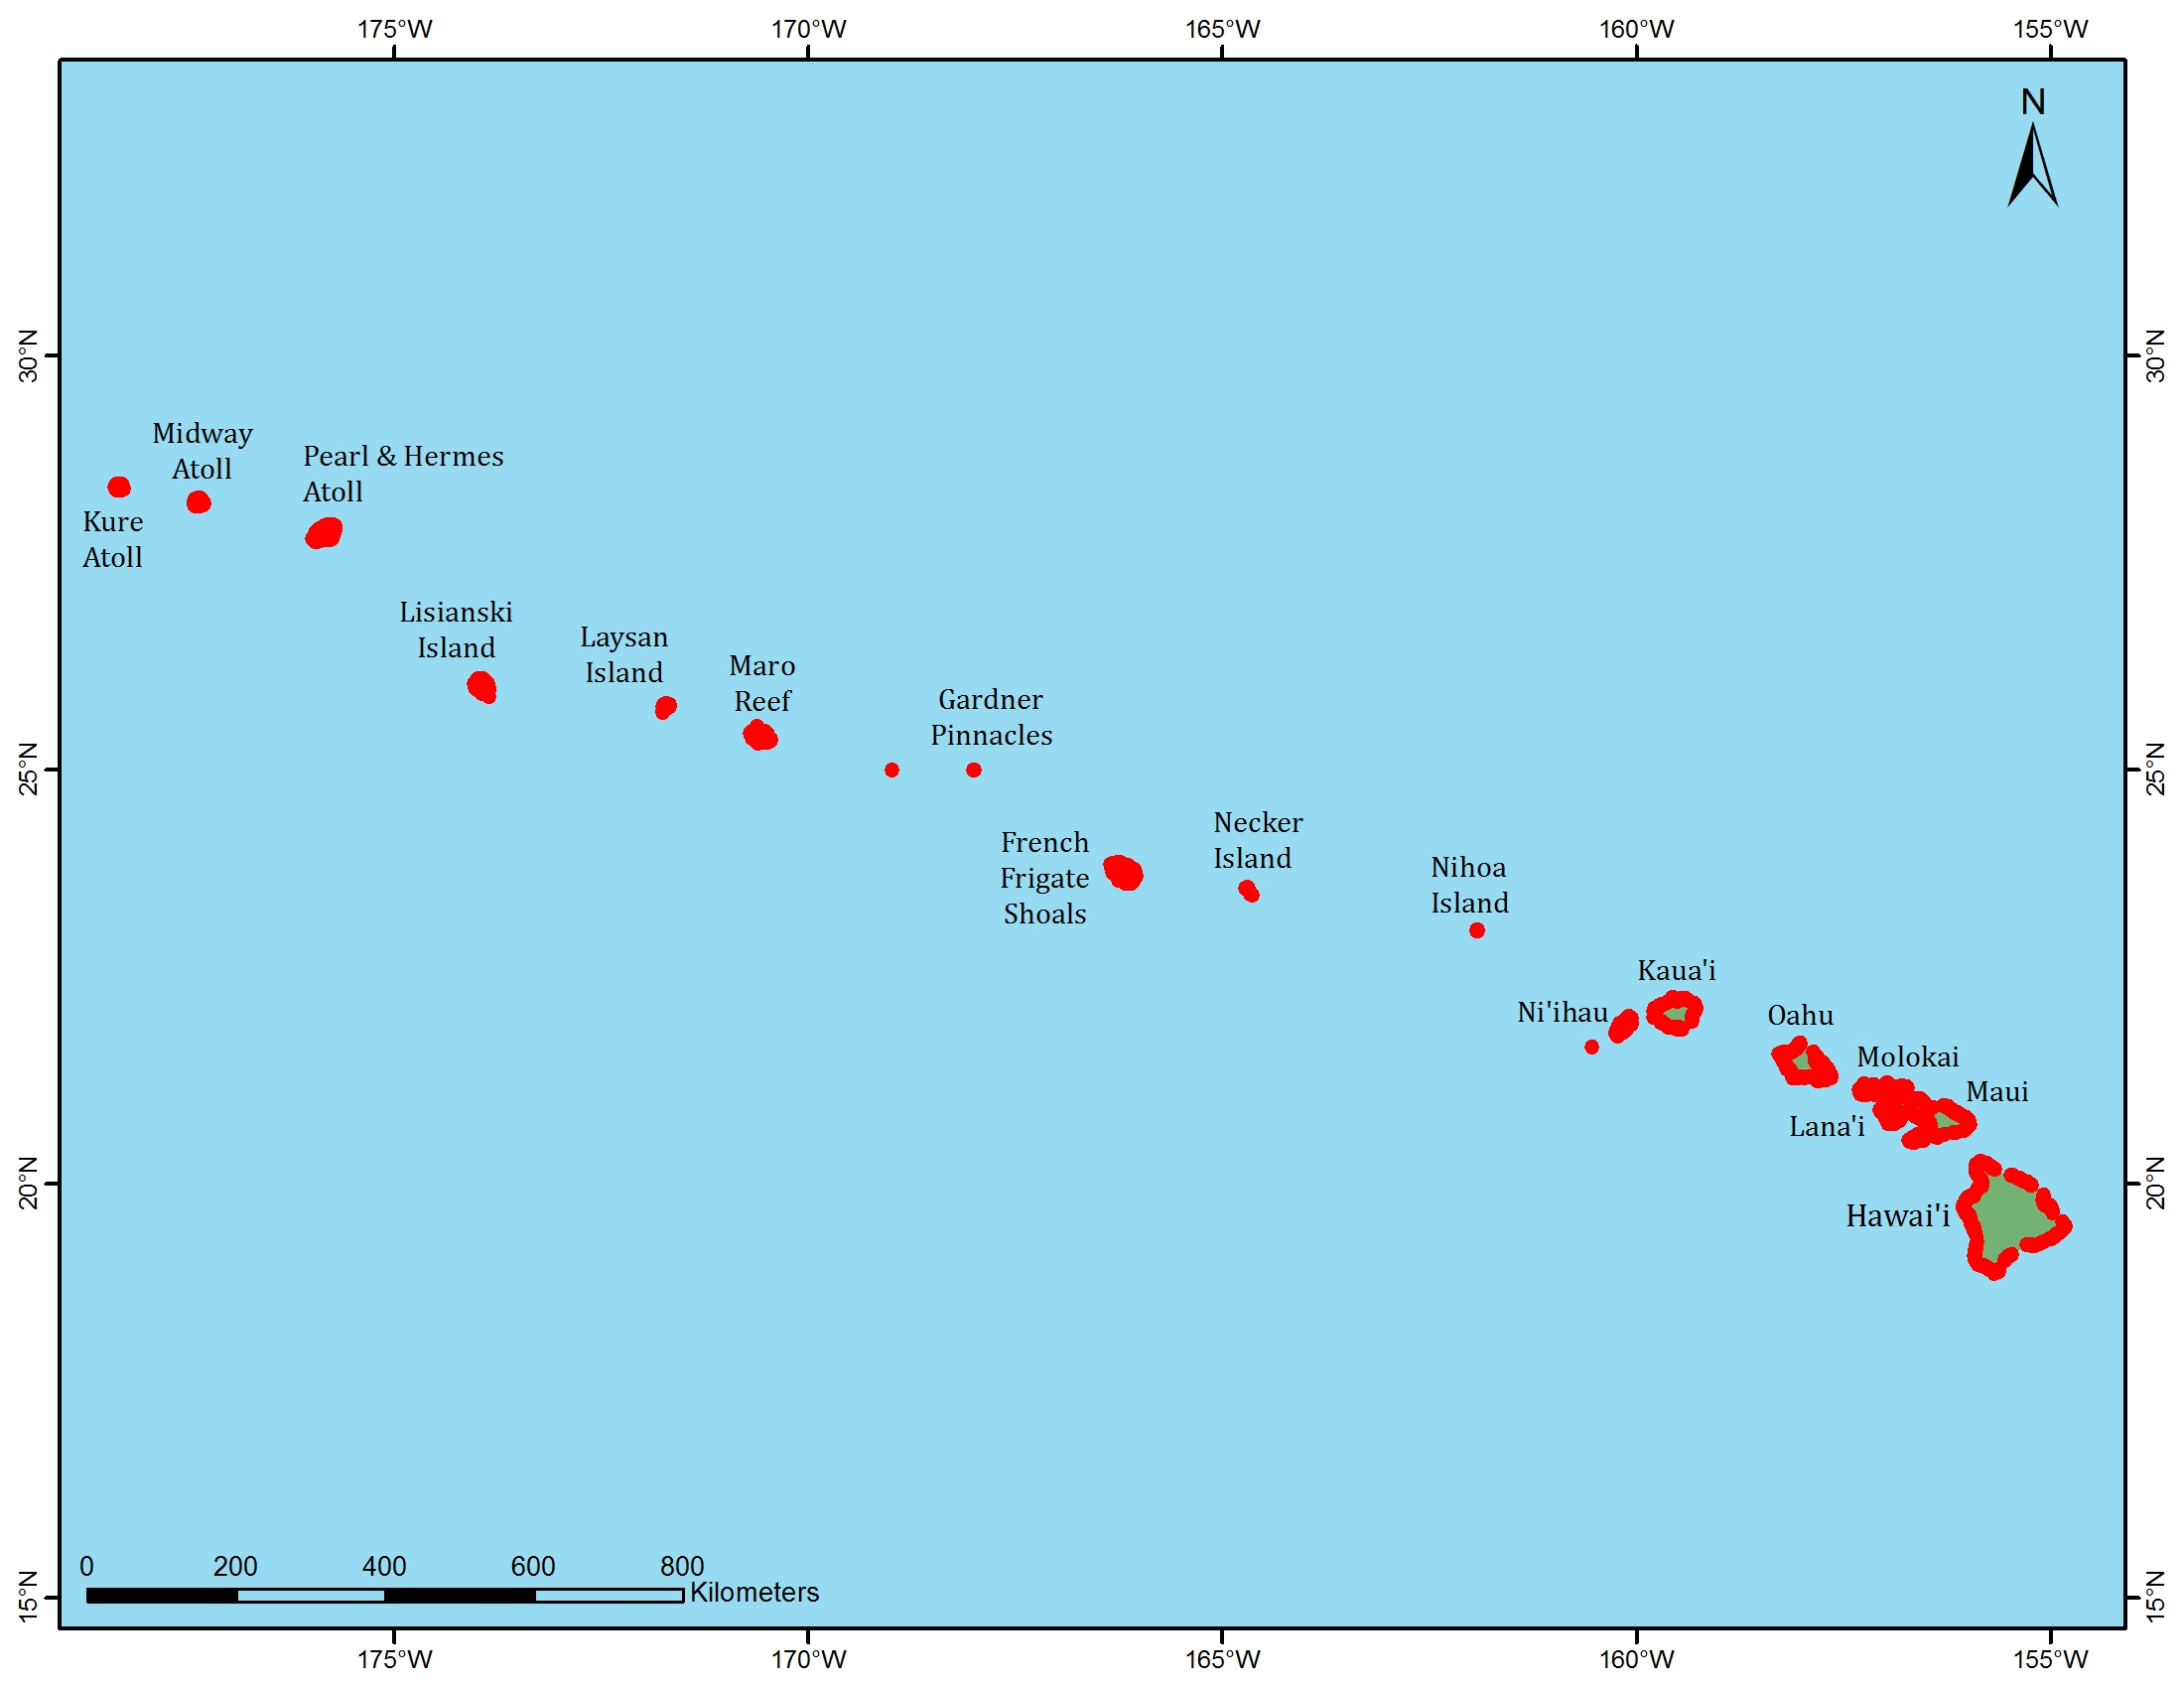 175°W 170°W 165°W 160°W 155°W
N
30°N 30°N
Midway
Atoll
Pearl & Hermes
Atoll
Kure
Atoll
Lisianski
Island
Laysan
Island
Maro
Reef
Gardner
Pinnacles
25°N 25°N
French
Frigate
Shoals
Necker
Island
Nihoa
Island
Kaua'i
Ni'ihau
Oahu
Molokai
Maui
Lana'i
20°N 20°N
Hawai'i
0 200 400 600 800
Kilometers
15°N 15°N
175°W 170°W 165°W 160°W 155°W